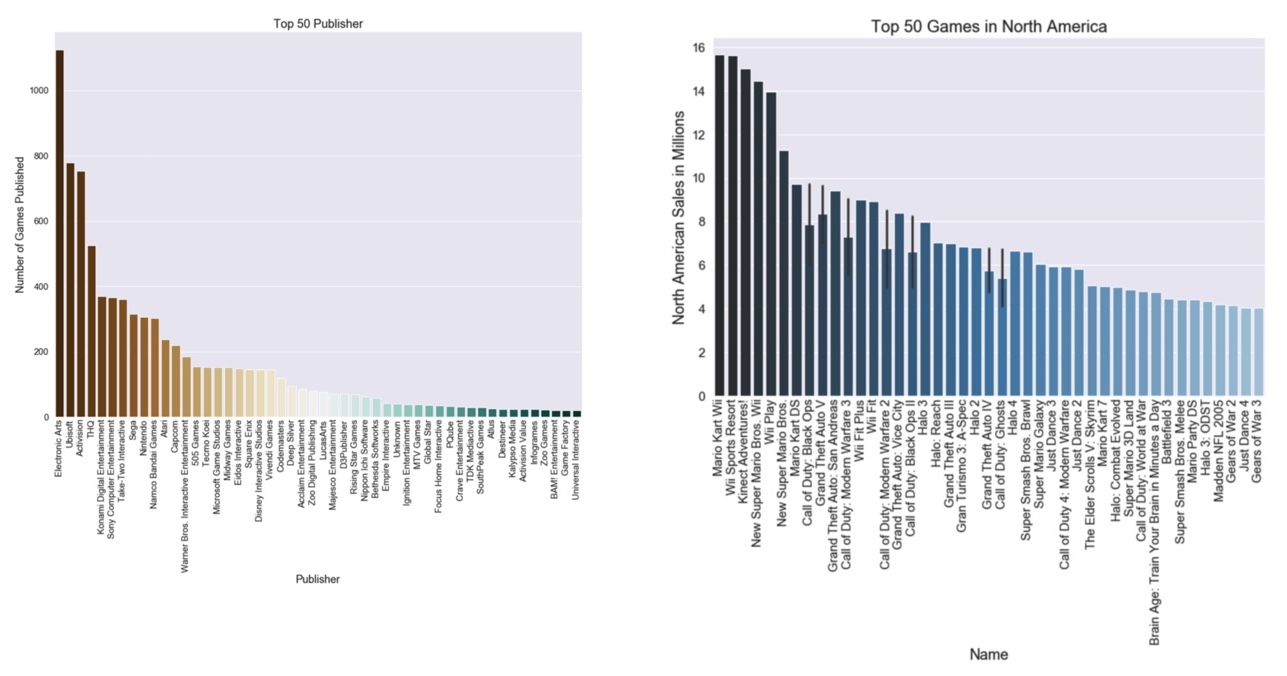 Top 50 Publisher
Number of Games Published
1000
800
600
400
200
0
Electronic Arts
Ubisoft
Activision
THQ
Konami Digital Entertainment
Sony Computer Entertainment
Take-Two Interactive
Sega
Nintendo
Namco Bandai Games
Atari
Capcom
Warner Bros. Interactive Entertainment
505 Games
Tecmo Koei
Microsoft Game Studios
Midway Games
Eidos Interactive
Square Enix
Disney Interactive Studios
Vivendi Games
Codemasters
Deep Silver
Acclaim Entertainment
Zoo Digital Publishing
LucasArts
Majesco Entertainment
D3Publisher
Rising Star Games
Nippon Ichi Software
Bethesda Softworks
Empire Interactive
Unknown
Ignition Entertainment
MTV Games
Global Star
Focus Home Interactive
PQube
Crave Entertainment
TDK Mediactive
SouthPeak Games
Atlus
Destineer
Kalypso Media
Activision Value
Infogrames
Zoo Games
BAM! Entertainment
Game Factory
Universal Interactive
Publisher
Top 50 Games in North America
North American Sales in Millions
16
14
12
10
8
6
4
2
0
Mario Kart Wii
Wii Sports Resort
Kinect Adventures!
New Super Mario Bros. Wii
Wii Play
New Super Mario Bros.
Mario Kart DS
Call of Duty: Black Ops
Grand Theft Auto V
Grand Theft Auto: San Andreas
Call of Duty: Modern Warfare 3
Wii Fit Plus
Wii Fit
Call of Duty: Modern Warfare 2
Grand Theft Auto: Vice City
Call of Duty: Black Ops II
Halo 3
Halo: Reach
Grand Theft Auto III
Gran Turismo 3: A-Spec
Halo 2
Grand Theft Auto IV
Call of Duty: Ghosts
Halo 4
Super Smash Bros. Brawl
Super Mario Galaxy
Just Dance 3
Call of Duty 4: Modern Warfare
Just Dance 2
The Elder Scrolls V: Skyrim
Mario Kart 7
Halo: Combat Evolved
Super Mario 3D Land
Call of Duty: World at War
Brain Age: Train Your Brain in Minutes a Day
Battlefield 3
Super Smash Bros. Melee
Mario Party DS
Halo 3: ODST
Madden NFL 2005
Gears of War 2
Just Dance 4
Gears of War 3
Name